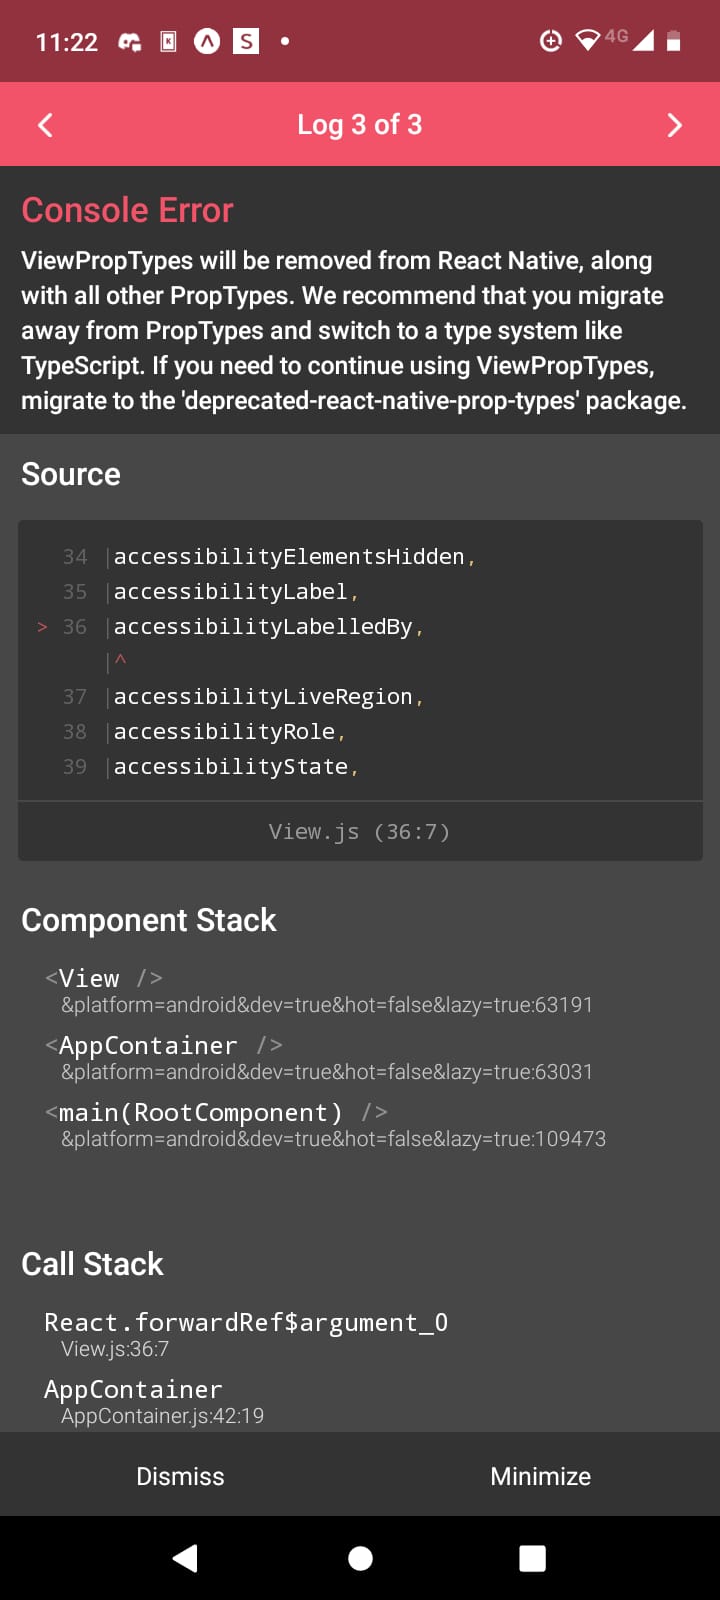 11:22
S
4G
Log 3 of 3
Console Error
ViewPropTypes will be removed from React Native, along
with all other PropTypes. We recommend that you migrate
away from PropTypes and switch to a type system like
TypeScript. If you need to continue using ViewPropTypes,
migrate to the 'deprecated-react-native-prop-types' package.
Source
34 |accessibilityElementsHidden,
35 |accessibilityLabel,
> 36 |accessibilityLabelledBy,
|^
37 |accessibilityLiveRegion,
38 |accessibilityRole,
39 |accessibilityState,
View.js (36:7)
Component Stack
<View />
&platform=android&dev=true&hot=false&lazy=true:63191
<AppContainer />
&platform=android&dev=true&hot=false&lazy=true:63031
<main(RootComponent) />
&platform=android&dev=true&hot=false&lazy=true:109473
Call Stack
React.forwardRef$argument_0
View.js:36:7
AppContainer
AppContainer.js:42:19
Dismiss Minimize